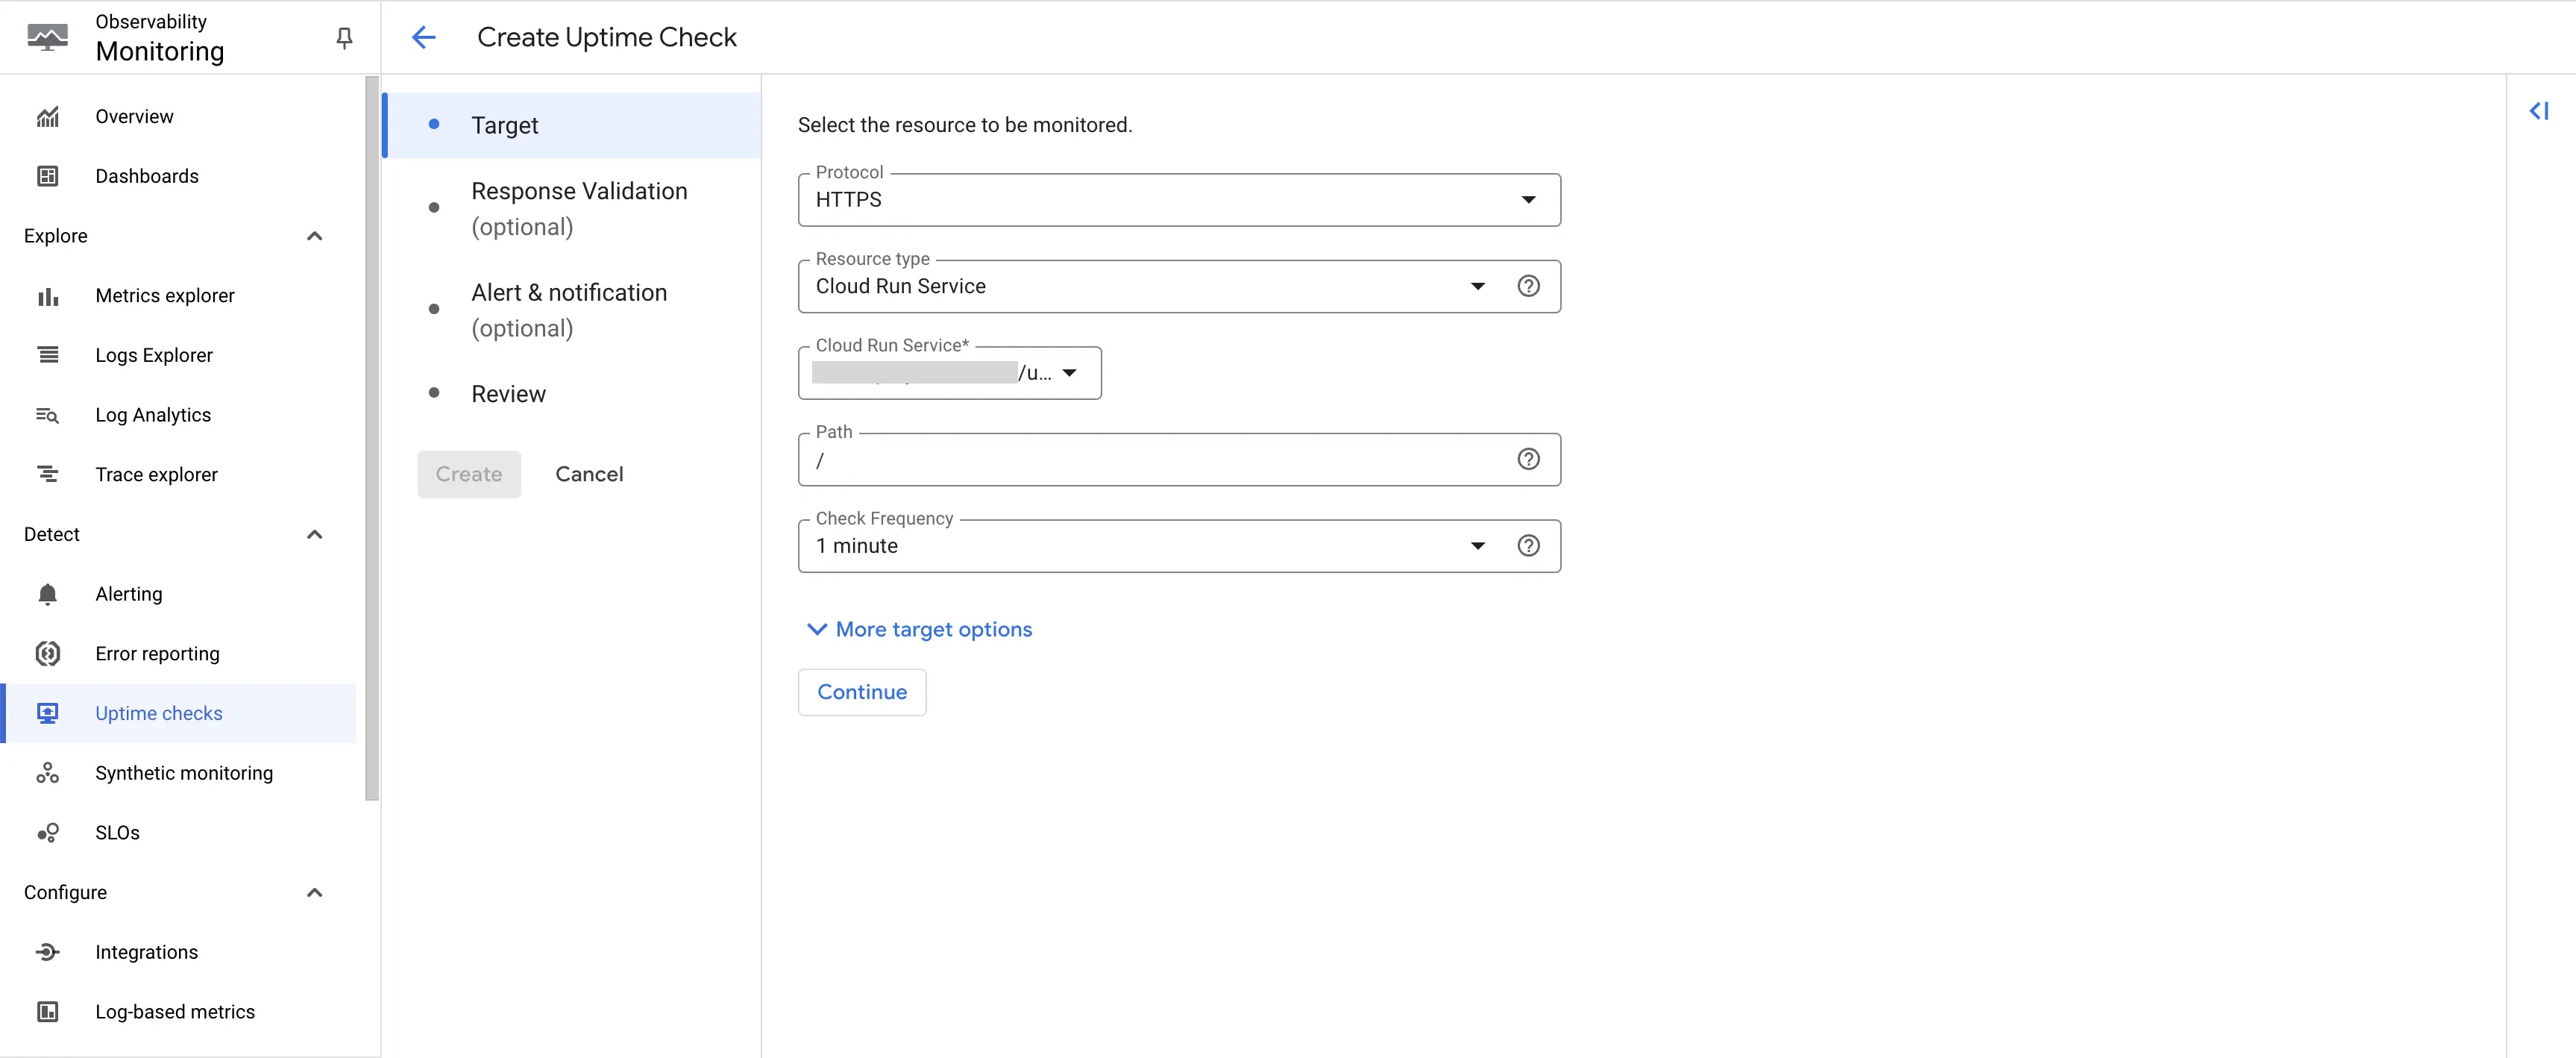 Observability
Monitoring
Create Uptime Check
Overview
Dashboards
Explore
Metrics explorer
Logs Explorer
Log Analytics
Trace explorer
Detect
Alerting
Error reporting
Uptime checks
Synthetic monitoring
SLOs
Configure
Integrations
Log-based metrics
Target
Response Validation
(optional)
Alert & notification
(optional)
Review
Create Cancel
Select the resource to be monitored.
Protocol
HTTPS
Resource type
Cloud Run Service
Cloud Run Service*
/u...
Path
/
Check Frequency
1 minute
More target options
Continue